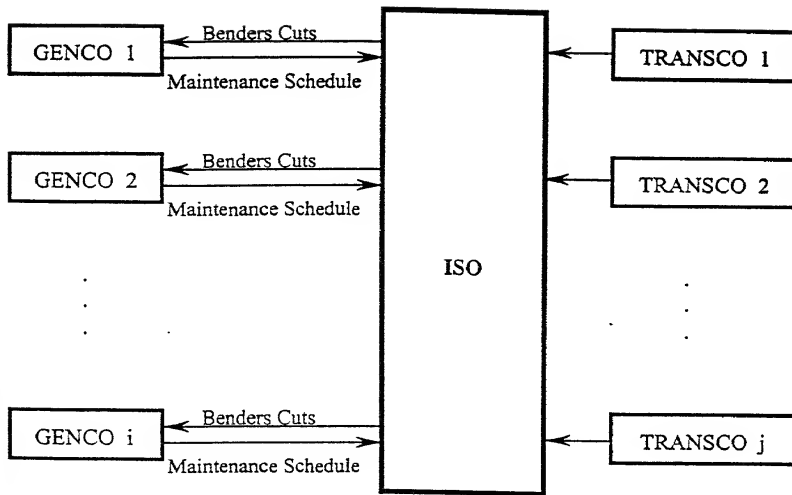 Benders Cuts
GENCO 1
Maintenance Schedule
TRANSCO 1
Benders Cuts
GENCO 2
Maintenance Schedule
TRANSCO 2
ISO
Benders Cuts
GENCO i
Maintenance Schedule
TRANSCO j